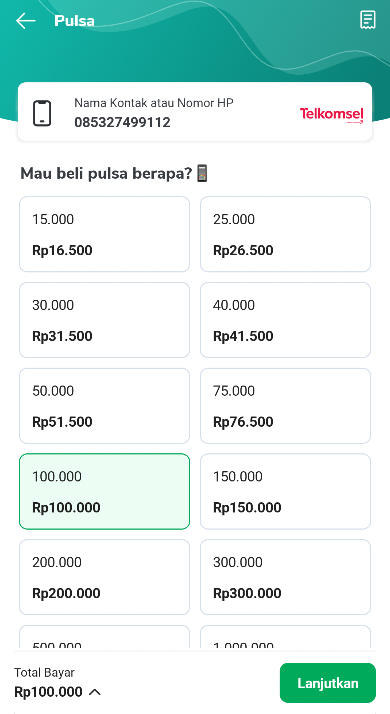 Pulsa
Nama Kontak atau Nomor HP
085327499112
Telkomsel
Mau beli pulsa berapa?
15.000
Rp16.500
25.000
Rp26.500
30.000
Rp31.500
40.000
Rp41.500
50.000
Rp51.500
75.000
Rp76.500
100.000
Rp100.000
150.000
Rp150.000
200.000
Rp200.000
300.000
Rp300.000
500.000
1.000.000
Total Bayar
Rp100.000
Lanjutkan